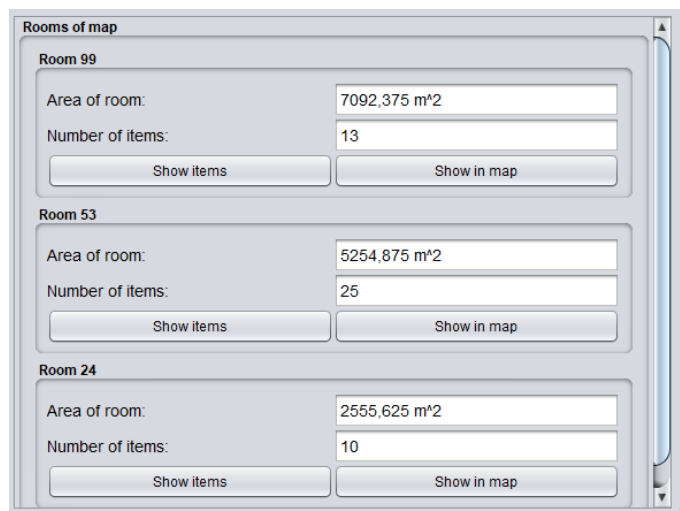 Rooms of map
Room 99
Area of room: 7092,375 m^2
Number of items: 13
Show items Show in map
Room 53
Area of room: 5254,875 m^2
Number of items: 25
Show items Show in map
Room 24
Area of room: 2555,625 m^2
Number of items: 10
Show items Show in map